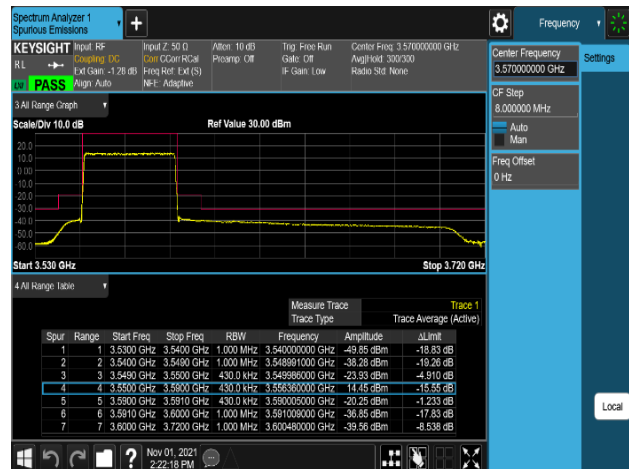 Spectrum Analyzer 1
Spurious Emissions
Frequency
KEYSIGHT Input: RF Input Z: 50 Ω Atten: 10 dB Trig: Free Run Center Freq: 3.570000000 GHz
RL Coupling: DC Corr CCorr RCal Preamp: Off Gate: Off Avg|Hold: 300/300
Ext Gain: -1.28 dB Freq Ref: Ext (S) IF Gain: Low Radio Std: None
PASS Align: Auto NFE: Adaptive
Center Frequency
3.570000000 GHz
Settings
CF Step
8.000000 MHz
Auto
Man
Freq Offset
0 Hz
3 All Range Graph
Scale/Div 10.0 dB Ref Value 30.00 dBm
20.0
10.0
0.00
-10.0
-20.0
-30.0
-40.0
-50.0
-60.0
Start 3.530 GHz Stop 3.720 GHz
4 All Range Table
Measure Trace Trace 1
Trace Type Trace Average (Active)
Spur Range Start Freq Stop Freq RBW Frequency Amplitude ΔLimit
1 1 3.5300 GHz 3.5400 GHz 1.000 MHz 3.540000000 GHz -49.85 dBm -18.83 dB
2 2 3.5400 GHz 3.5490 GHz 1.000 MHz 3.548991000 GHz -38.28 dBm -19.26 dB
3 3 3.5490 GHz 3.5500 GHz 430.0 kHz 3.549986000 GHz -23.93 dBm -4.910 dB
4 4 3.5500 GHz 3.5900 GHz 430.0 kHz 3.556360000 GHz 14.45 dBm -15.55 dB
5 5 3.5900 GHz 3.5910 GHz 430.0 kHz 3.590005000 GHz -20.25 dBm -1.233 dB
6 6 3.5910 GHz 3.6000 GHz 1.000 MHz 3.591009000 GHz -36.85 dBm -17.83 dB
7 7 3.6000 GHz 3.7200 GHz 1.000 MHz 3.600480000 GHz -39.56 dBm -8.538 dB
Local
Nov 01, 2021
2:22:18 PM